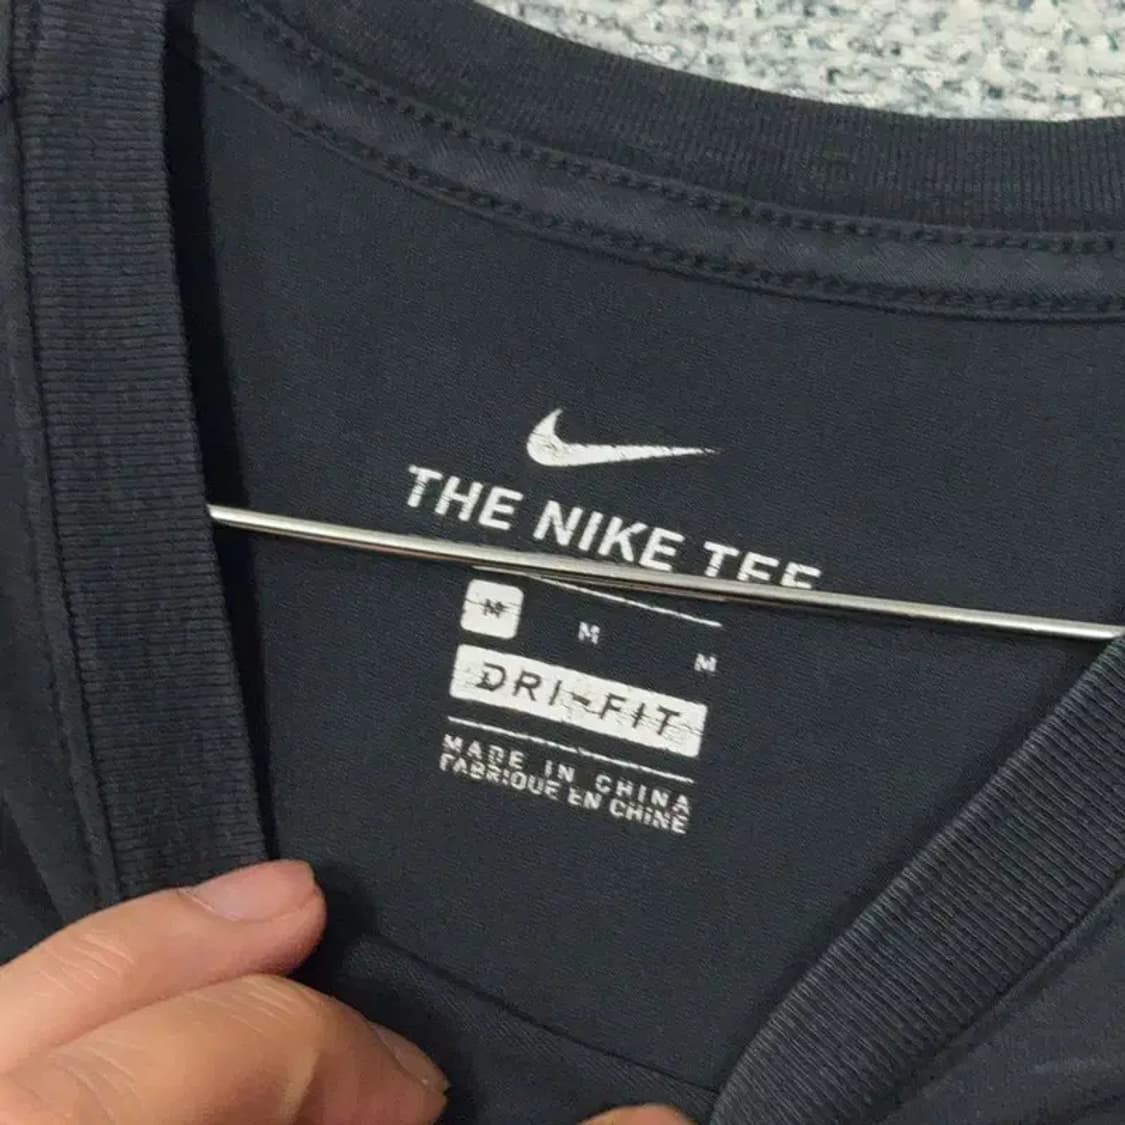 THE NIKE TEE
M M M
DRI-FIT
MADE IN CHINA
FABRIQUE EN CHINE